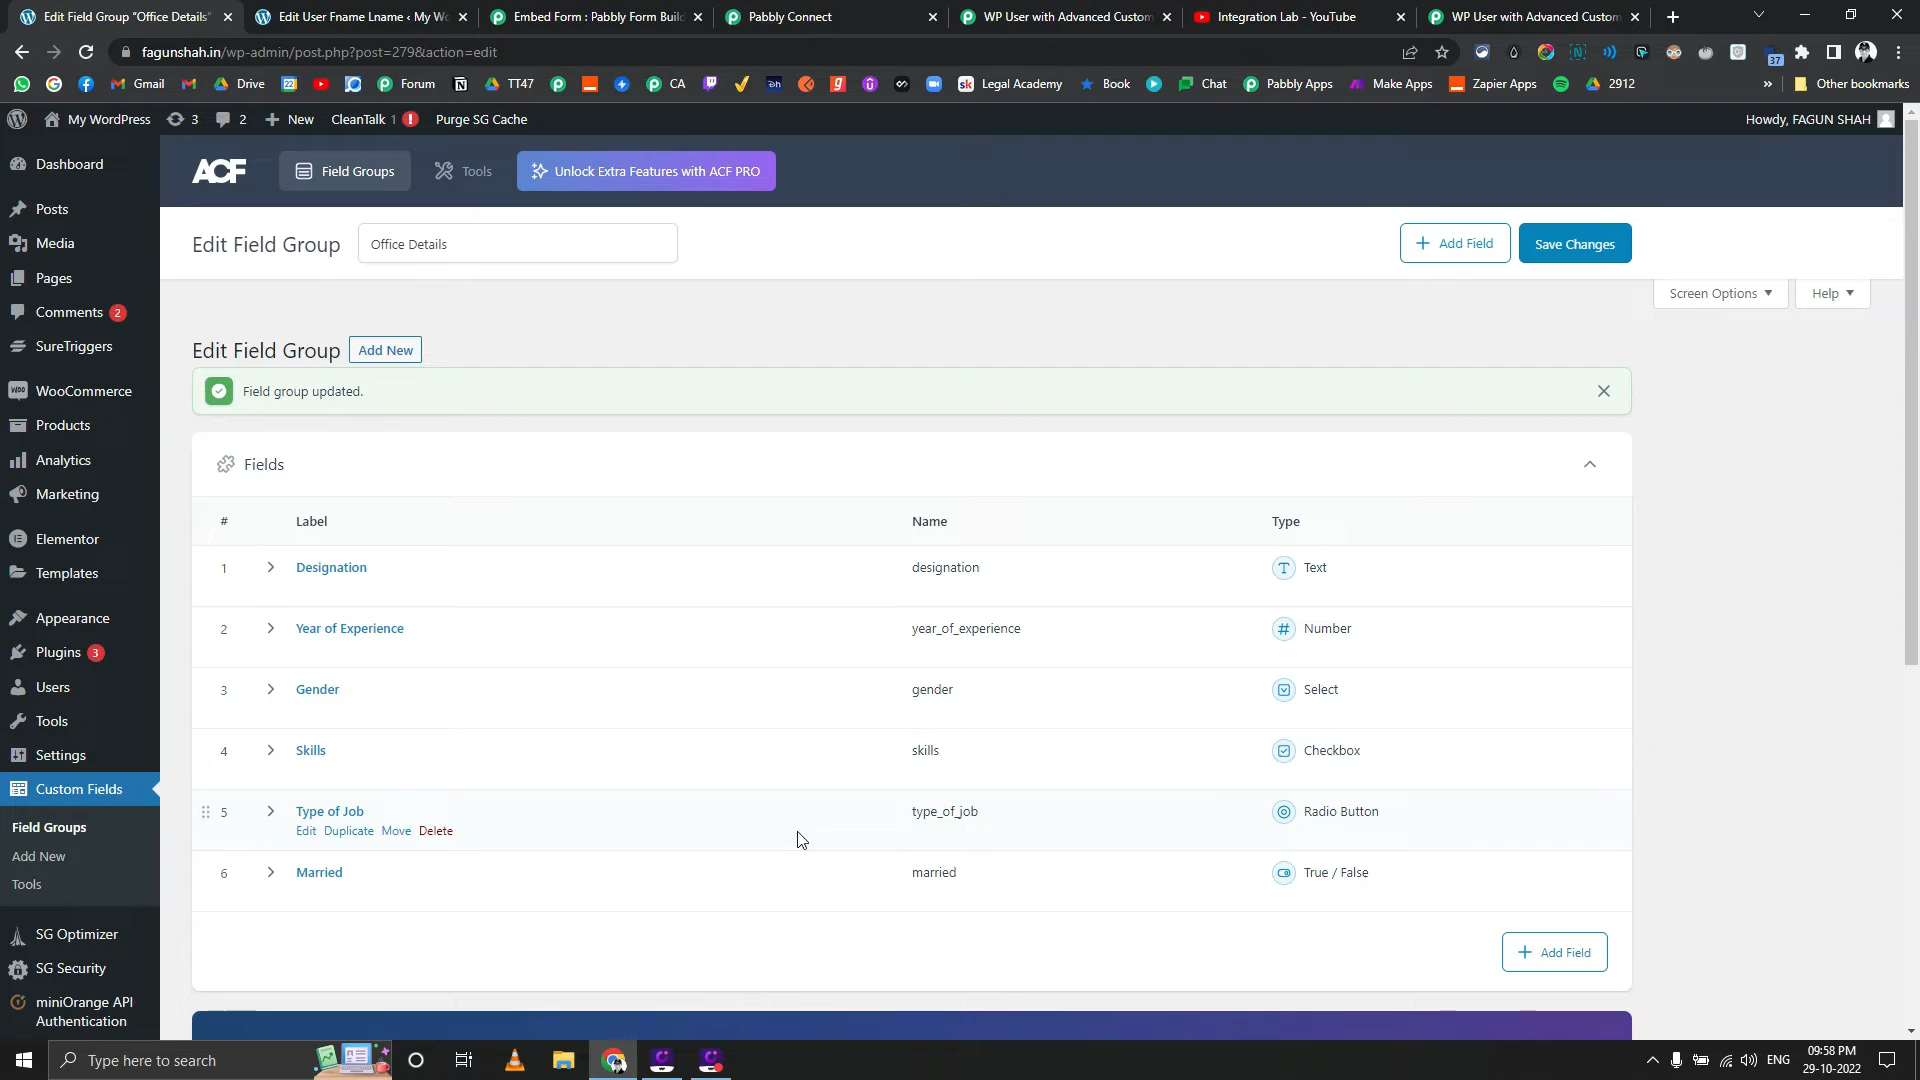 Edit Field Group "Office Details"
Edit User Fname Lname ‹ My Wo
Embed Form : Pabbly Form Build
Pabbly Connect
WP User with Advanced Custom
Integration Lab - YouTube
WP User with Advanced Custom
fagunshah.in/wp-admin/post.php?post=279&action=edit
37
Gmail
Drive
22
Forum
TT47
CA
sk
Legal Academy
Book
Chat
Pabbly Apps
Make Apps
Zapier Apps
2912
»
Other bookmarks
My WordPress
3
2
New
CleanTalk 1 !
Purge SG Cache
Howdy, FAGUN SHAH
ACF
Field Groups
Tools
Unlock Extra Features with ACF PRO
Dashboard
Posts
Media
Pages
Comments 2
SureTriggers
WooCommerce
Products
Analytics
Marketing
Elementor
Templates
Appearance
Plugins 3
Users
Tools
Settings
Custom Fields
Field Groups
Add New
Tools
SG Optimizer
SG Security
miniOrange API
Authentication
Edit Field Group
Office Details
+ Add Field
Save Changes
Screen Options
Help
Edit Field Group
Add New
Field group updated.
Fields
# Label Name Type
1 Designation designation Text
2 Year of Experience year_of_experience Number
3 Gender gender Select
4 Skills skills Checkbox
5 Type of Job type_of_job Radio Button
Edit Duplicate Move Delete
6 Married married True / False
+ Add Field
Type here to search
ENG
09:58 PM
29-10-2022